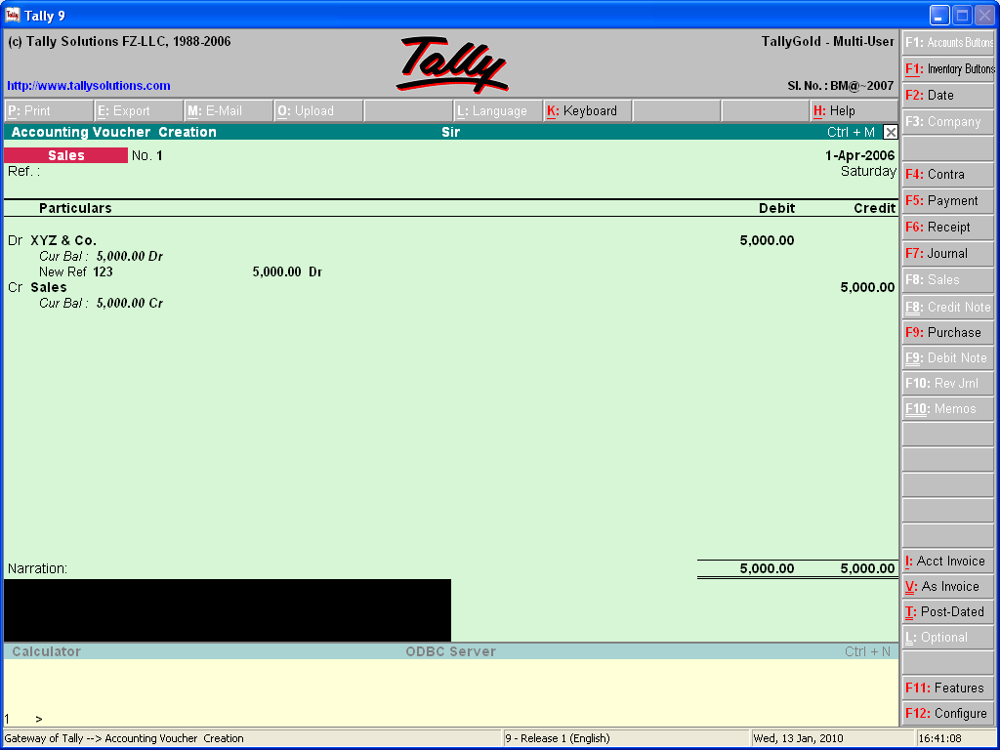 Tally 9
(c) Tally Solutions FZ-LLC, 1988-2006
Tally
TallyGold - Multi-User
http://www.tallysolutions.com
Sl. No. : BM@~2007
P: Print E: Export M: E-Mail O: Upload L: Language K: Keyboard H: Help
Accounting Voucher Creation Sir Ctrl + M
Sales No. 1 1-Apr-2006
Ref. : Saturday
Particulars Debit Credit
Dr XYZ & Co. 5,000.00
Cur Bal : 5,000.00 Dr
New Ref 123 5,000.00 Dr
Cr Sales 5,000.00
Cur Bal : 5,000.00 Cr
Narration: 5,000.00 5,000.00
Calculator ODBC Server Ctrl + N
1 >
F1: Accounts Buttons
F1: Inventory Buttons
F2: Date
F3: Company
F4: Contra
F5: Payment
F6: Receipt
F7: Journal
F8: Sales
F8: Credit Note
F9: Purchase
F9: Debit Note
F10: Rev Jrnl
F10: Memos
I: Acct Invoice
V: As Invoice
T: Post-Dated
L: Optional
F11: Features
F12: Configure
Gateway of Tally --> Accounting Voucher Creation 9 - Release 1 (English) Wed, 13 Jan, 2010 16:41:08